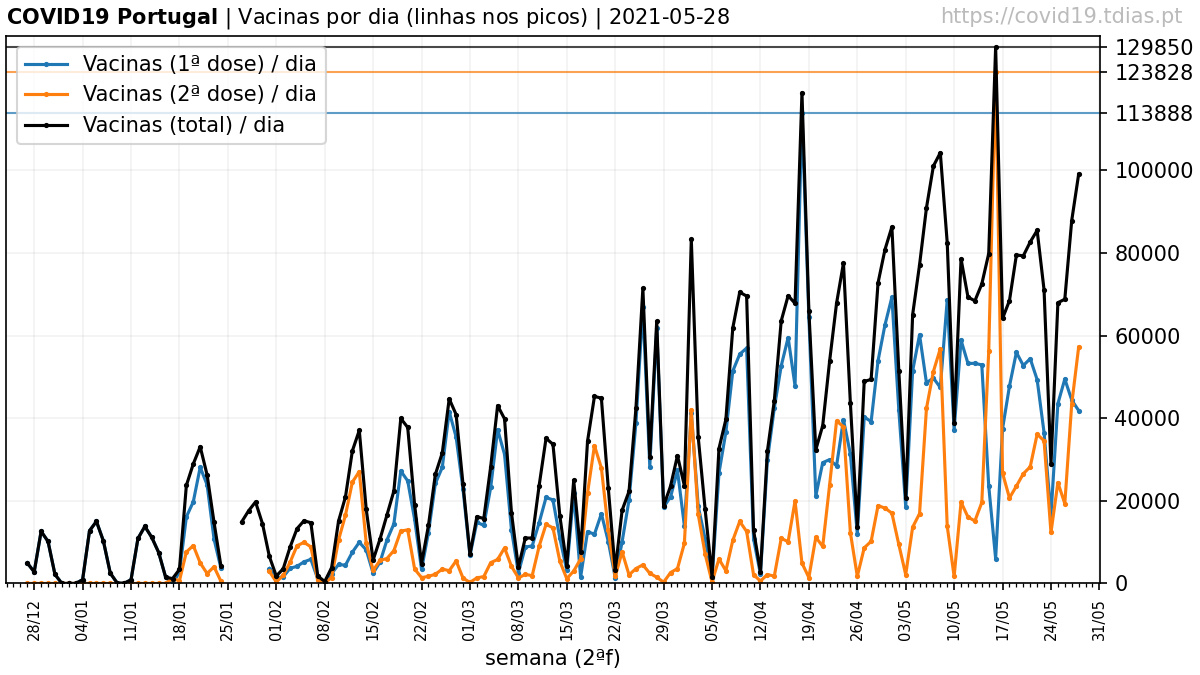 COVID19 Portugal | Vacinas por dia (linhas nos picos) | 2021-05-28
https://covid19.tdias.pt
Vacinas (1ª dose) / dia
Vacinas (2ª dose) / dia
Vacinas (total) / dia
129850
123828
113888
100000
80000
60000
40000
20000
0
28/12 04/01 11/01 18/01 25/01 01/02 08/02 15/02 22/02 01/03 08/03 15/03 22/03 29/03 05/04 12/04 19/04 26/04 03/05 10/05 17/05 24/05 31/05
semana (2ªf)